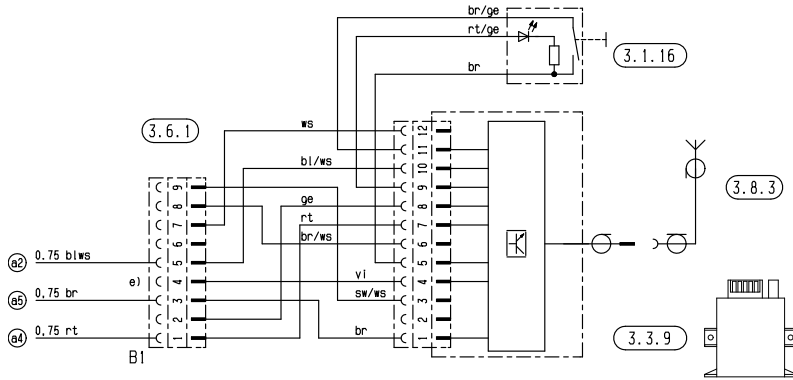 br/ge
rt/ge
br
3.1.16
3.6.1
ws
bl/ws
ge
rt
br/ws
vi
sw/ws
br
12
11
10
9
8
7
6
5
4
3
2
1
9
8
7
6
5
4
3
2
1
a2 0.75 blws
e)
a5 0.75 br
a4 0.75 rt
B1
3.8.3
3.3.9